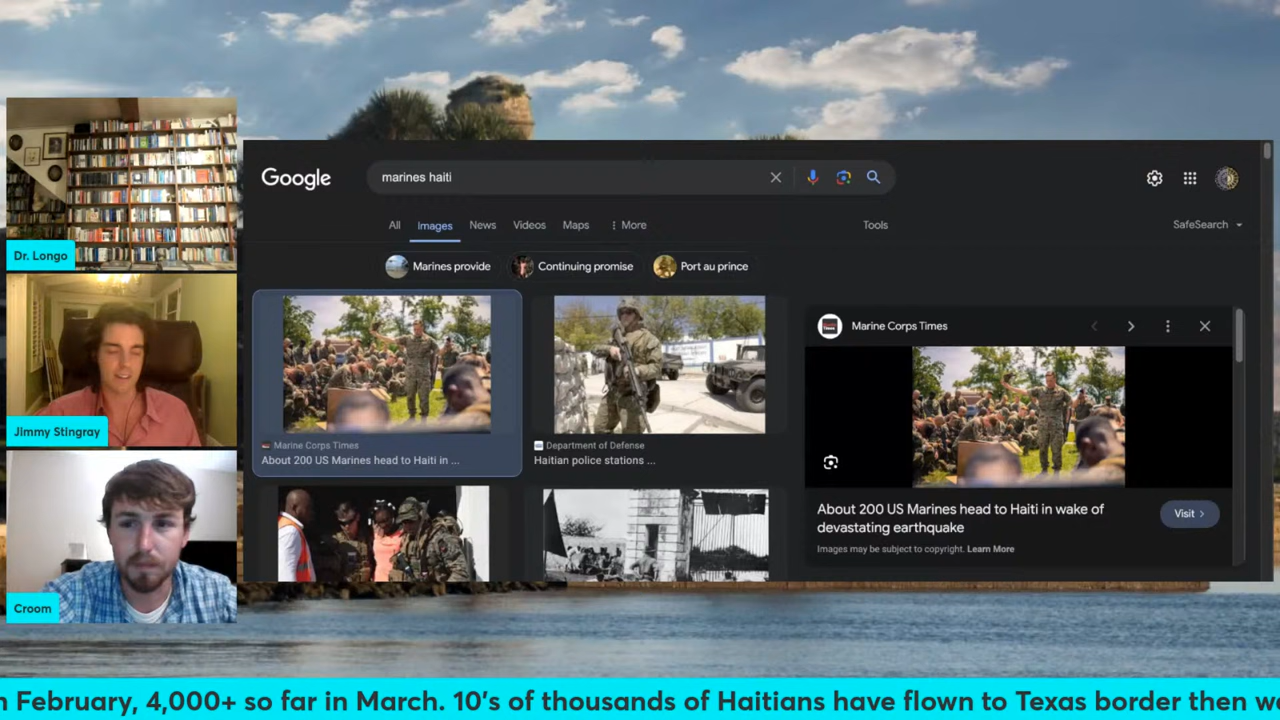 Google
marines haiti
All Images News Videos Maps More Tools SafeSearch
Marines provide Continuing promise Port au prince
Dr. Longo
Marine Corps Times
Jimmy Stingray
Marine Corps Times
About 200 US Marines head to Haiti in ...
Department of Defense
Haitian police stations ...
About 200 US Marines head to Haiti in wake of
devastating earthquake
Visit
Images may be subject to copyright. Learn More
Croom
n February, 4,000+ so far in March. 10's of thousands of Haitians have flown to Texas border then w